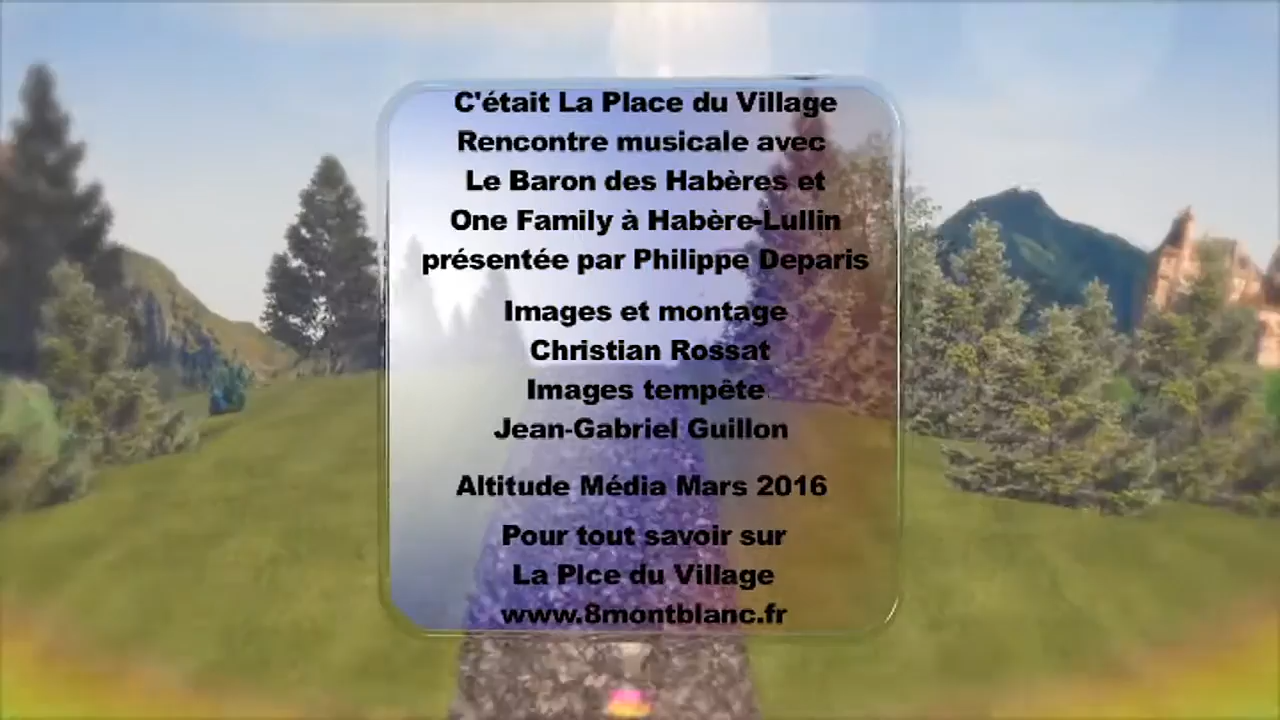 C'était La Place du Village
Rencontre musicale avec
Le Baron des Habères et
One Family à Habère-Lullin
présentée par Philippe Deparis
Images et montage
Christian Rossat
Images tempête
Jean-Gabriel Guillon
Altitude Média Mars 2016
Pour tout savoir sur
La Plce du Village
www.8montblanc.fr